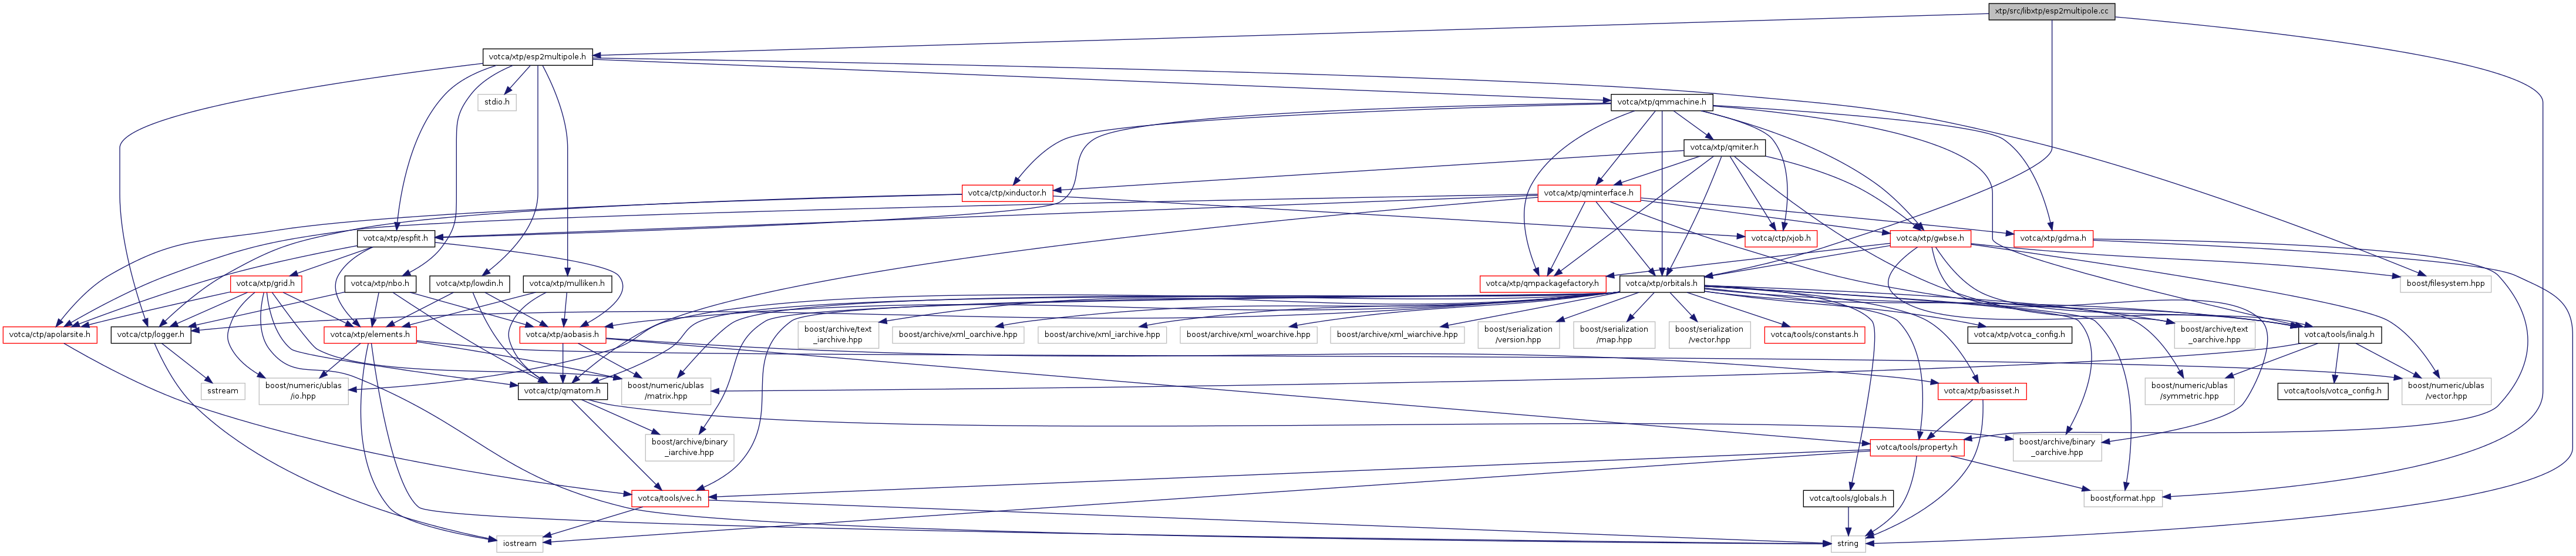 xtp/src/libxtp/esp2multipole.cc
votca/xtp/esp2multipole.h
stdio.h
votca/xtp/qmmachine.h
votca/xtp/qmiter.h
votca/ctp/xinductor.h
votca/xtp/qminterface.h
votca/xtp/espfit.h
votca/ctp/xjob.h
votca/xtp/gwbse.h
votca/xtp/gdma.h
votca/xtp/grid.h
votca/xtp/nbo.h
votca/xtp/lowdin.h
votca/xtp/mulliken.h
votca/xtp/qmpackagefactory.h
votca/xtp/orbitals.h
boost/filesystem.hpp
votca/ctp/apolarsite.h
votca/ctp/logger.h
votca/xtp/elements.h
votca/xtp/aobasis.h
boost/archive/text
_iarchive.hpp
boost/archive/xml_oarchive.hpp
boost/archive/xml_iarchive.hpp
boost/archive/xml_woarchive.hpp
boost/archive/xml_wiarchive.hpp
boost/serialization
/version.hpp
boost/serialization
/map.hpp
boost/serialization
/vector.hpp
votca/tools/constants.h
votca/xtp/votca_config.h
boost/archive/text
_oarchive.hpp
votca/tools/linalg.h
sstream
boost/numeric/ublas
/io.hpp
votca/ctp/qmatom.h
boost/numeric/ublas
/matrix.hpp
votca/xtp/basisset.h
boost/numeric/ublas
/symmetric.hpp
votca/tools/votca_config.h
boost/numeric/ublas
/vector.hpp
boost/archive/binary
_iarchive.hpp
votca/tools/property.h
boost/archive/binary
_oarchive.hpp
votca/tools/vec.h
votca/tools/globals.h
boost/format.hpp
iostream
string